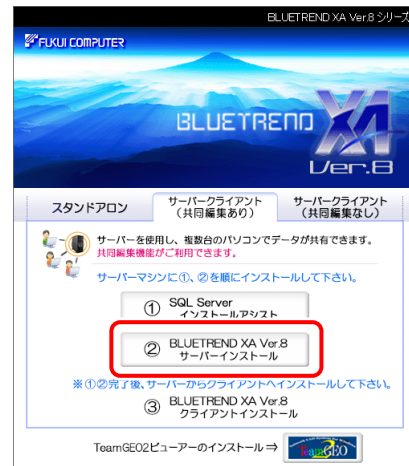 BLUETREND XA Ver.8 シリーズ
FUKUI COMPUTER
BLUETREND XA
Ver.8
スタンドアロン
サーバークライアント
（共同編集あり）
サーバークライアント
（共同編集なし）
サーバーを使用し、複数台のパソコンでデータが共有できます。
共同編集機能がご利用できます。
サーバーマシンに①、②を順にインストールして下さい。
① SQL Server
インストールアシスト
② BLUETREND XA Ver.8
サーバーインストール
※①②完了後、サーバーからクライアントへインストールして下さい。
③ BLUETREND XA Ver.8
クライアントインストール
TeamGEO2ビューアーのインストール⇒
TeamGEO